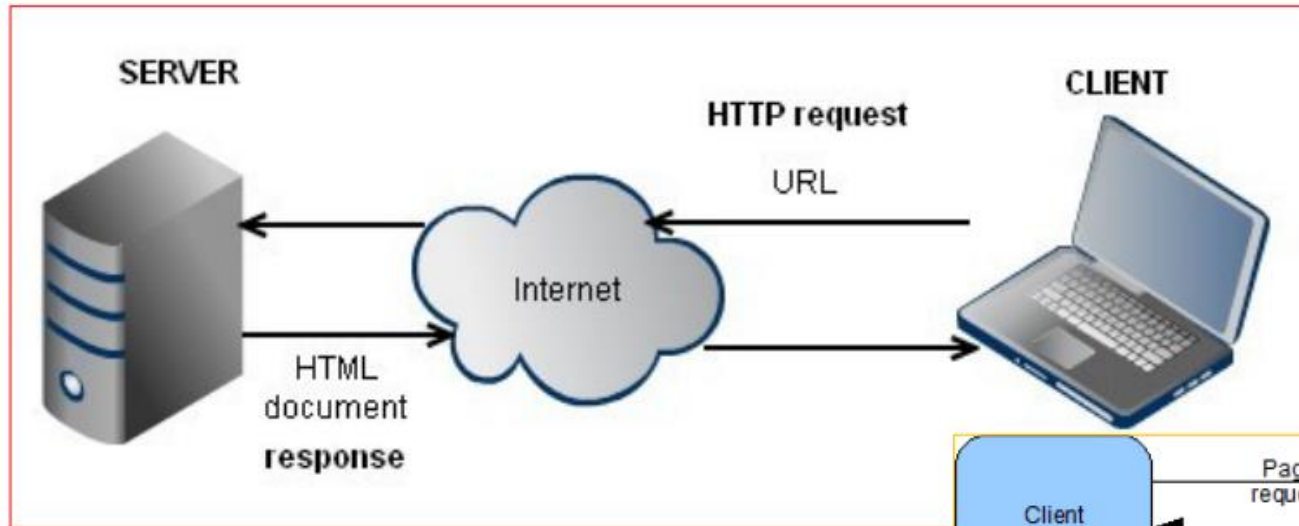 SERVER
CLIENT
HTTP request
URL
Internet
HTML
document
response
Client